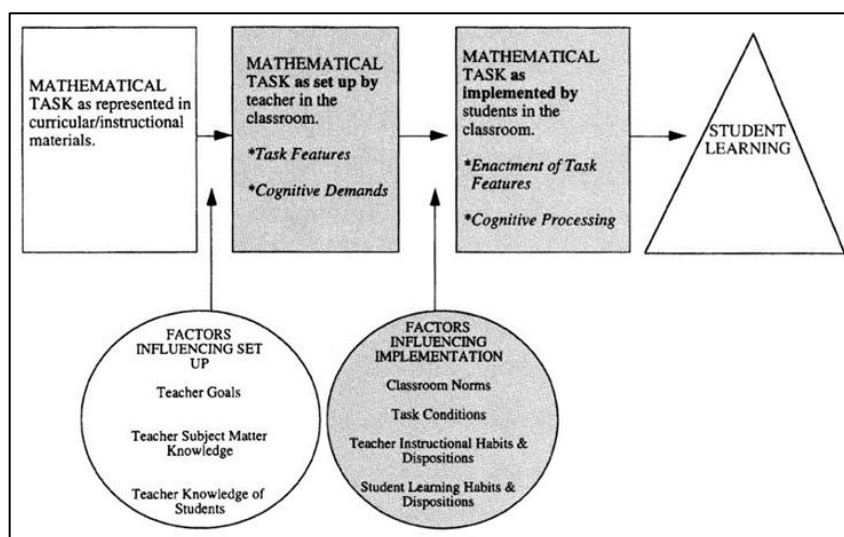 MATHEMATICAL
TASK as represented in
curricular/instructional
materials.
MATHEMATICAL
TASK as set up by
teacher in the
classroom.
*Task Features
*Cognitive Demands
MATHEMATICAL
TASK as
implemented by
students in the
classroom.
*Enactment of Task
Features
*Cognitive Processing
STUDENT
LEARNING
FACTORS
INFLUENCING SET
UP
Teacher Goals
Teacher Subject Matter
Knowledge
Teacher Knowledge of
Students
FACTORS
INFLUENCING
IMPLEMENTATION
Classroom Norms
Task Conditions
Teacher Instructional Habits &
Dispositions
Student Learning Habits &
Dispositions